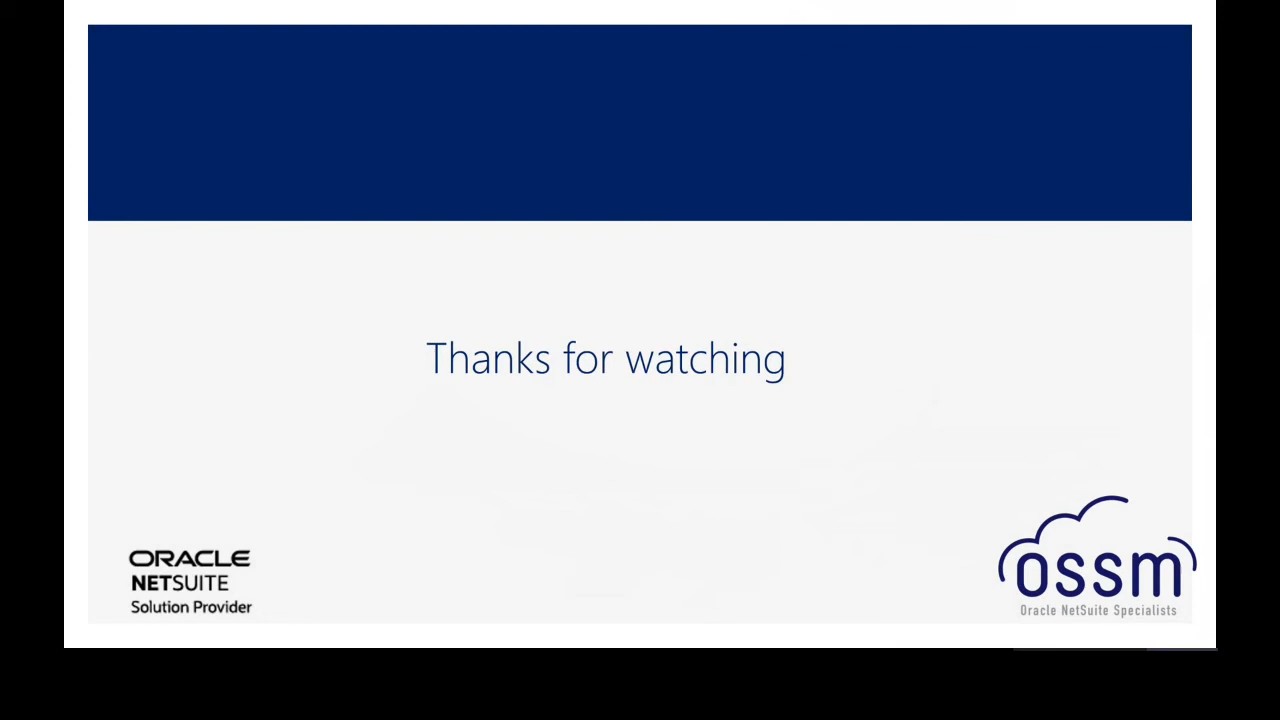 Thanks for watching
ORACLE
NETSUITE
Solution Provider
ossm
Oracle NetSuite Specialists